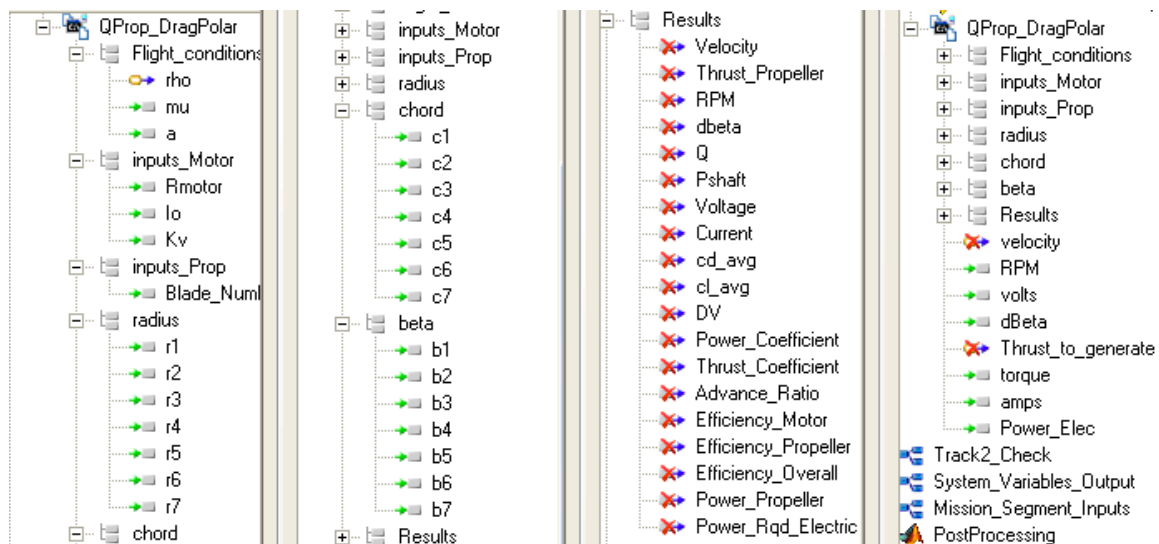 QProp_DragPolar
Flight_conditions
rho
mu
a
inputs_Motor
Rmotor
Io
Kv
inputs_Prop
Blade_Numl
radius
r1
r2
r3
r4
r5
r6
r7
chord
inputs_Motor
inputs_Prop
radius
chord
c1
c2
c3
c4
c5
c6
c7
beta
b1
b2
b3
b4
b5
b6
b7
Results
Results
Velocity
Thrust_Propeller
RPM
dbeta
Q
Pshaft
Voltage
Current
cd_avg
cl_avg
DV
Power_Coefficient
Thrust_Coefficient
Advance_Ratio
Efficiency_Motor
Efficiency_Propeller
Efficiency_Overall
Power_Propeller
Power_Rqd_Electric
QProp_DragPolar
Flight_conditions
inputs_Motor
inputs_Prop
radius
chord
beta
Results
velocity
RPM
volts
dBeta
Thrust_to_generate
torque
amps
Power_Elec
Track2_Check
System_Variables_Output
Mission_Segment_Inputs
PostProcessing